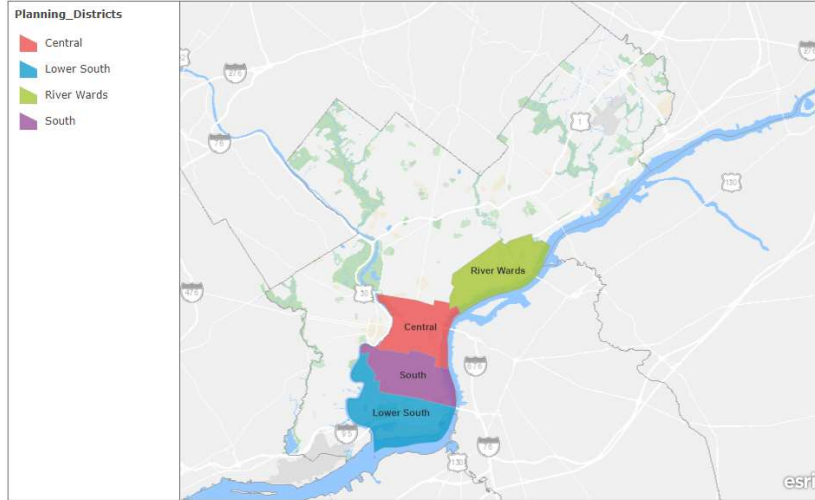 Planning_Districts
Central
Lower South
River Wards
South
276
276
76
1
130
River Wards
30
476
Central
676
South
Lower South
95
76
130
esri